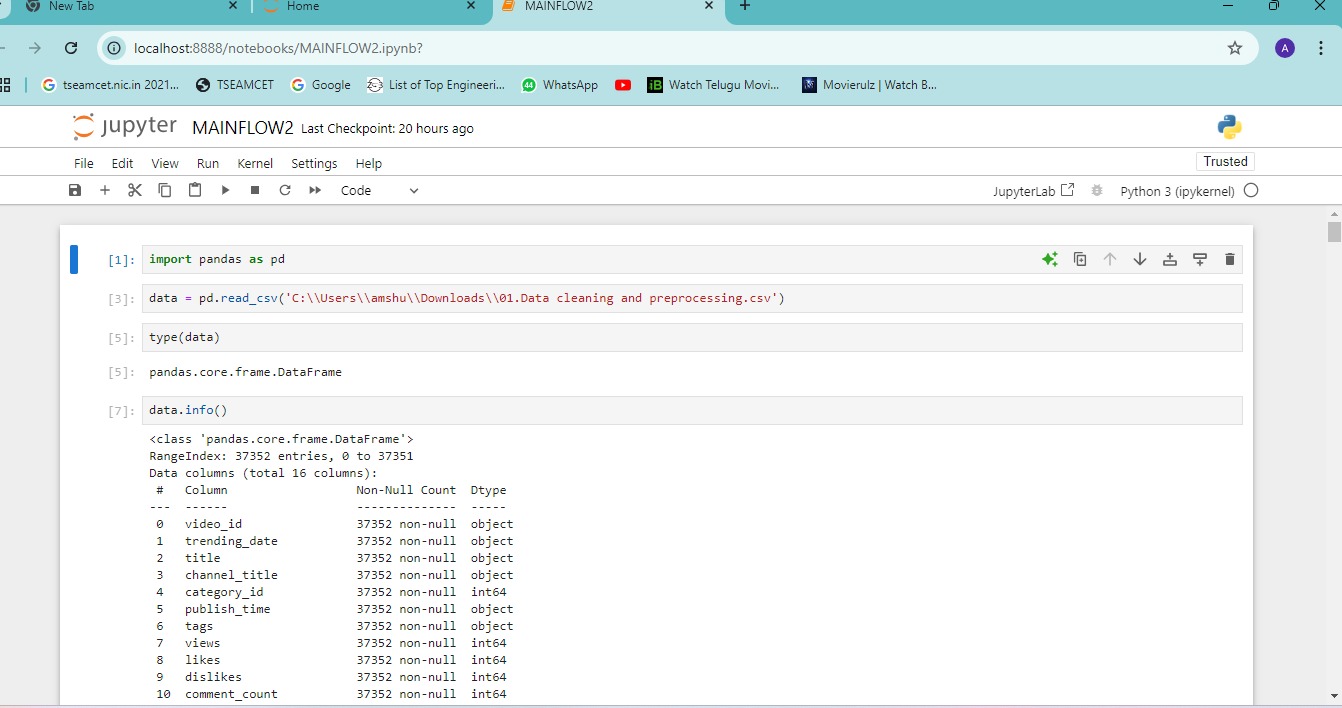 New Tab
Home
MAINFLOW2
localhost:8888/notebooks/MAINFLOW2.ipynb?
A
tseamcet.nic.in 2021...
TSEAMCET
Google
List of Top Engineeri...
44
WhatsApp
iB
Watch Telugu Movi...
Movierulz | Watch B...
jupyter
MAINFLOW2
Last Checkpoint: 20 hours ago
File Edit View Run Kernel Settings Help
Trusted
Code
JupyterLab
Python 3 (ipykernel)
[1]: import pandas as pd
[3]: data = pd.read_csv('C:\\Users\\amshu\\Downloads\\01.Data cleaning and preprocessing.csv')
[5]: type(data)
[5]: pandas.core.frame.DataFrame
[7]: data.info()
<class 'pandas.core.frame.DataFrame'>
RangeIndex: 37352 entries, 0 to 37351
Data columns (total 16 columns):
# Column Non-Null Count Dtype
--- ------ -------------- -----
0 video_id 37352 non-null object
1 trending_date 37352 non-null object
2 title 37352 non-null object
3 channel_title 37352 non-null object
4 category_id 37352 non-null int64
5 publish_time 37352 non-null object
6 tags 37352 non-null object
7 views 37352 non-null int64
8 likes 37352 non-null int64
9 dislikes 37352 non-null int64
10 comment_count 37352 non-null int64